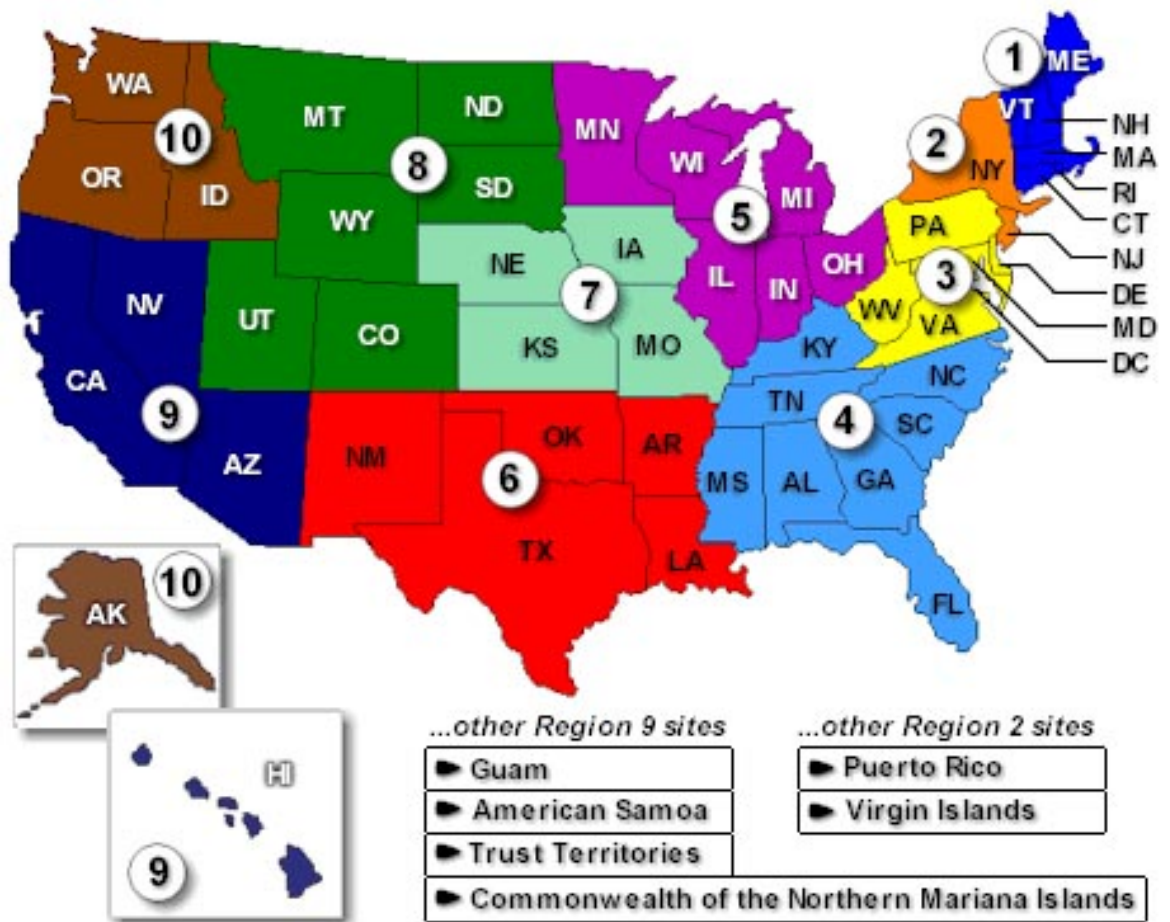 1
ME
WA
VT
NH
MT
ND
MN
10
2
MA
8
WI
NY
OR
SD
RI
ID
MI
5
CT
WY
PA
NE
IA
NJ
OH
3
IL
IN
DE
NV
7
WV
UT
VA
MD
CO
KS
MO
KY
DC
CA
NC
TN
9
4
SC
OK
AR
NM
AZ
6
MS
AL
GA
TX
LA
10
FL
AK
HI
9
...other Region 9 sites
Guam
American Samoa
Trust Territories
Commonwealth of the Northern Mariana Islands
...other Region 2 sites
Puerto Rico
Virgin Islands